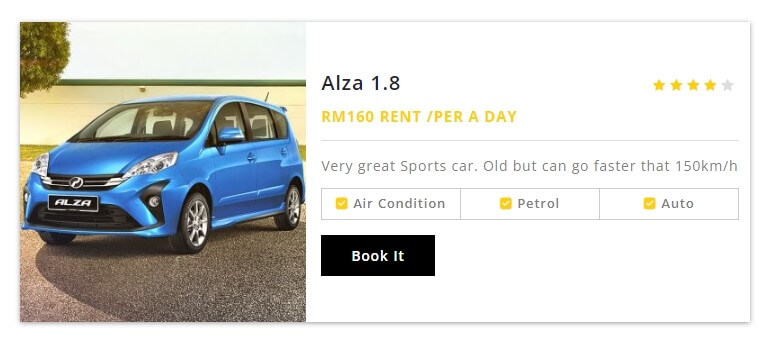 ALZA
Alza 1.8
RM160 RENT /PER A DAY
Very great Sports car. Old but can go faster that 150km/h
Air Condition
Petrol
Auto
Book It